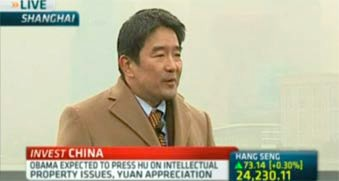 »LIVE
SHANGHAI
INVEST CHINA
OBAMA EXPECTED TO PRESS HU ON INTELLECTUAL
PROPERTY ISSUES, YUAN APPRECIATION
HANG SENG
▲73.14 [+0.30%]
24,230.11